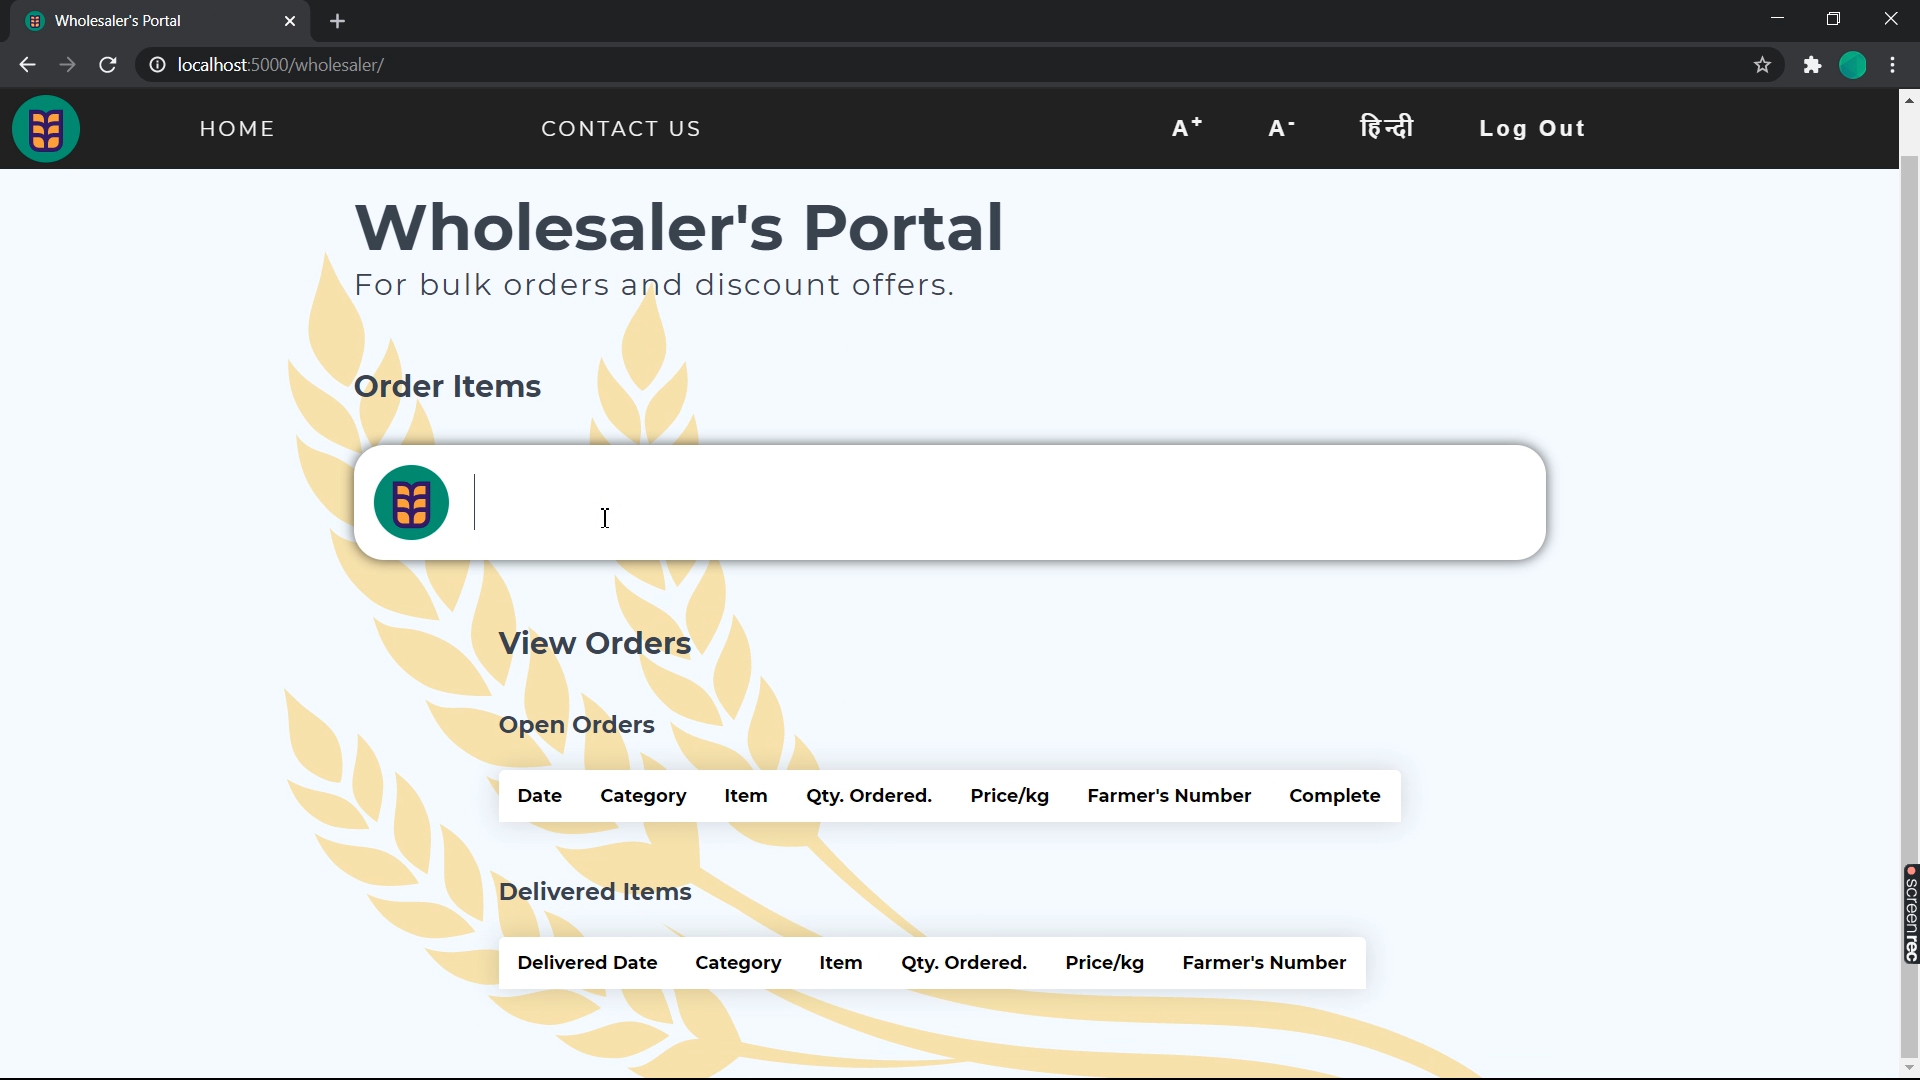 Wholesaler's Portal
localhost:5000/wholesaler/
HOME CONTACT US A+ A- हिन्दी Log Out
Wholesaler's Portal
For bulk orders and discount offers.
Order Items
View Orders
Open Orders
Date Category Item Qty. Ordered. Price/kg Farmer's Number Complete
Delivered Items
Delivered Date Category Item Qty. Ordered. Price/kg Farmer's Number
screenrec